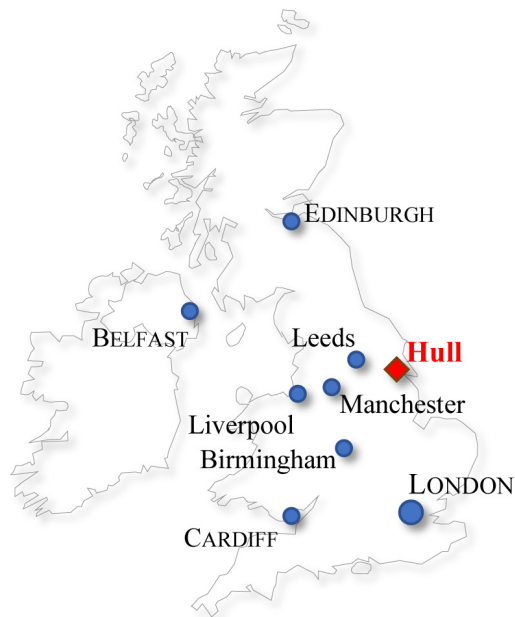 EDINBURGH
BELFAST
Leeds
Hull
Manchester
Liverpool
Birmingham
LONDON
CARDIFF